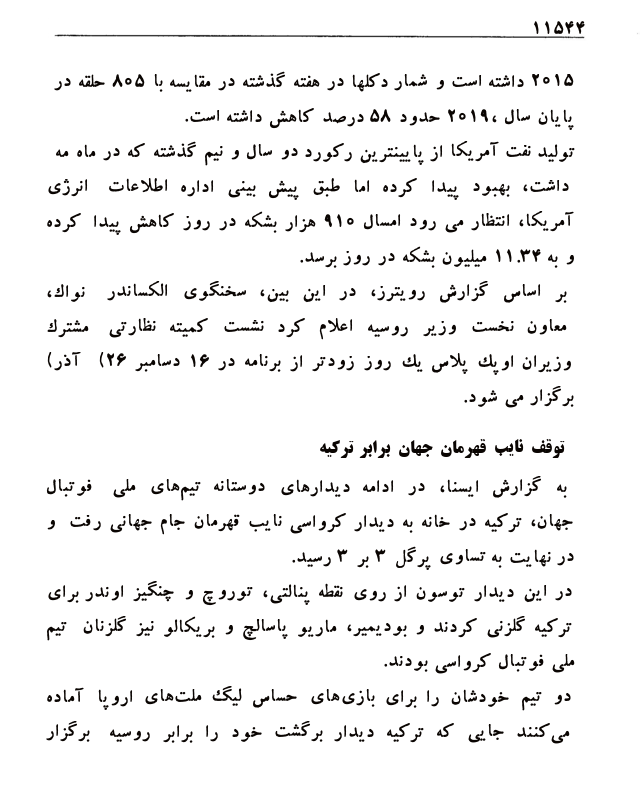 ۱۱۵۴۴
۲۰۱۵ داشته است و شمار دکلها در هفته گذشته در مقایسه با ۸۰۵ حلقه در
پایان سال ،۲۰۱۹ حدود ۵۸ درصد کاهش داشته است.
تولید نفت آمریکا از پایینترین رکورد دو سال و نیم گذشته که در ماه مه
داشت، بهبود پیدا کرده اما طبق پیش بینی اداره اطلاعات انرژی
آمریکا، انتظار می رود امسال ۹۱۰ هزار بشکه در روز کاهش پیدا کرده
و به ۱۱.۳۴ میلیون بشکه در روز برسد.
بر اساس گزارش رویترز، در این بین، سخنگوی الکساندر نواك،
معاون نخست وزیر روسیه اعلام کرد نشست کمیته نظارتی مشترك
وزیران اوپك پلاس یك روز زودتر از برنامه در ۱۶ دسامبر ۲۶) آذر)
برگزار می شود.
توقف نایب قهرمان جهان برابر ترکیه
به گزارش ایسنا، در ادامه دیدارهای دوستانه تیم‌های ملی فوتبال
جهان، ترکیه در خانه به دیدار کرواسی نایب قهرمان جام جهانی رفت و
در نهایت به تساوی پرگل ۳ بر ۳ رسید.
در این دیدار توسون از روی نقطه پنالتی، توروچ و چنگیز اوندر برای
ترکیه گلزنی کردند و بودیمیر، ماریو پاسالچ و بریکالو نیز گلزنان تیم
ملی فوتبال کرواسی بودند.
دو تیم خودشان را برای بازی‌های حساس لیگ ملت‌های اروپا آماده
می‌کنند جایی که ترکیه دیدار برگشت خود را برابر روسیه برگزار